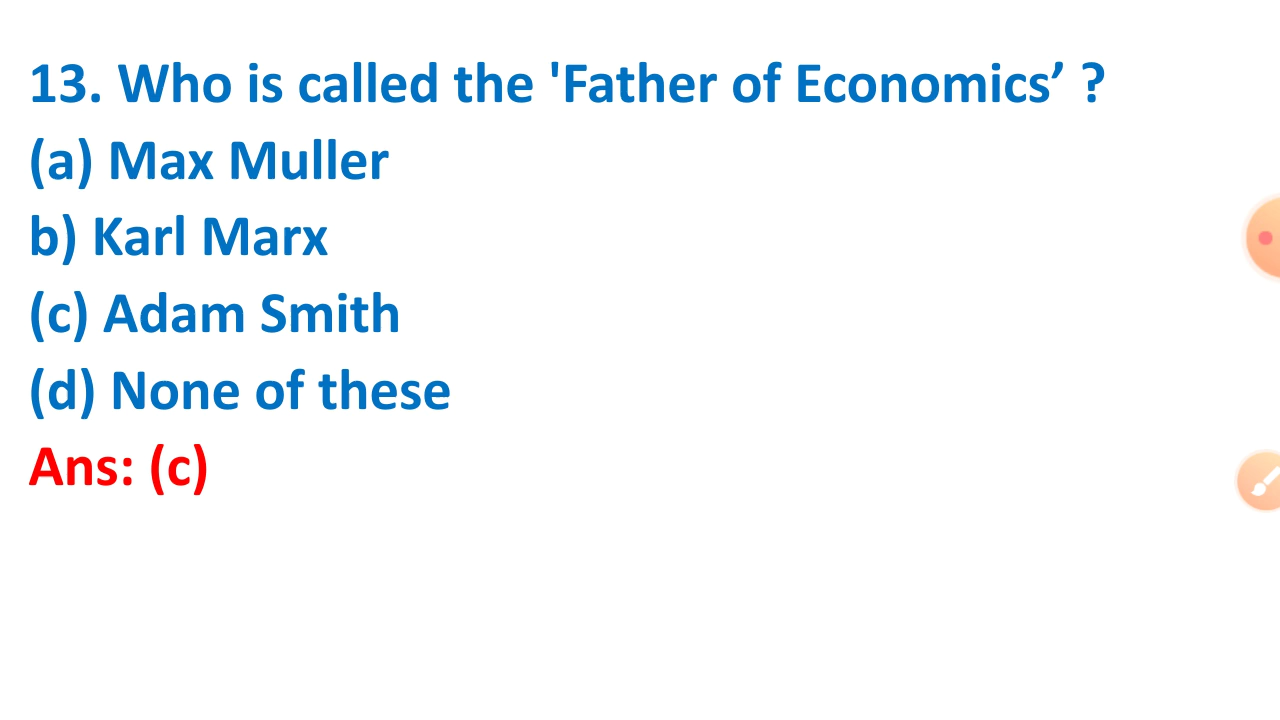 13. Who is called the 'Father of Economics’ ?
(a) Max Muller
b) Karl Marx
(c) Adam Smith
(d) None of these
Ans: (c)